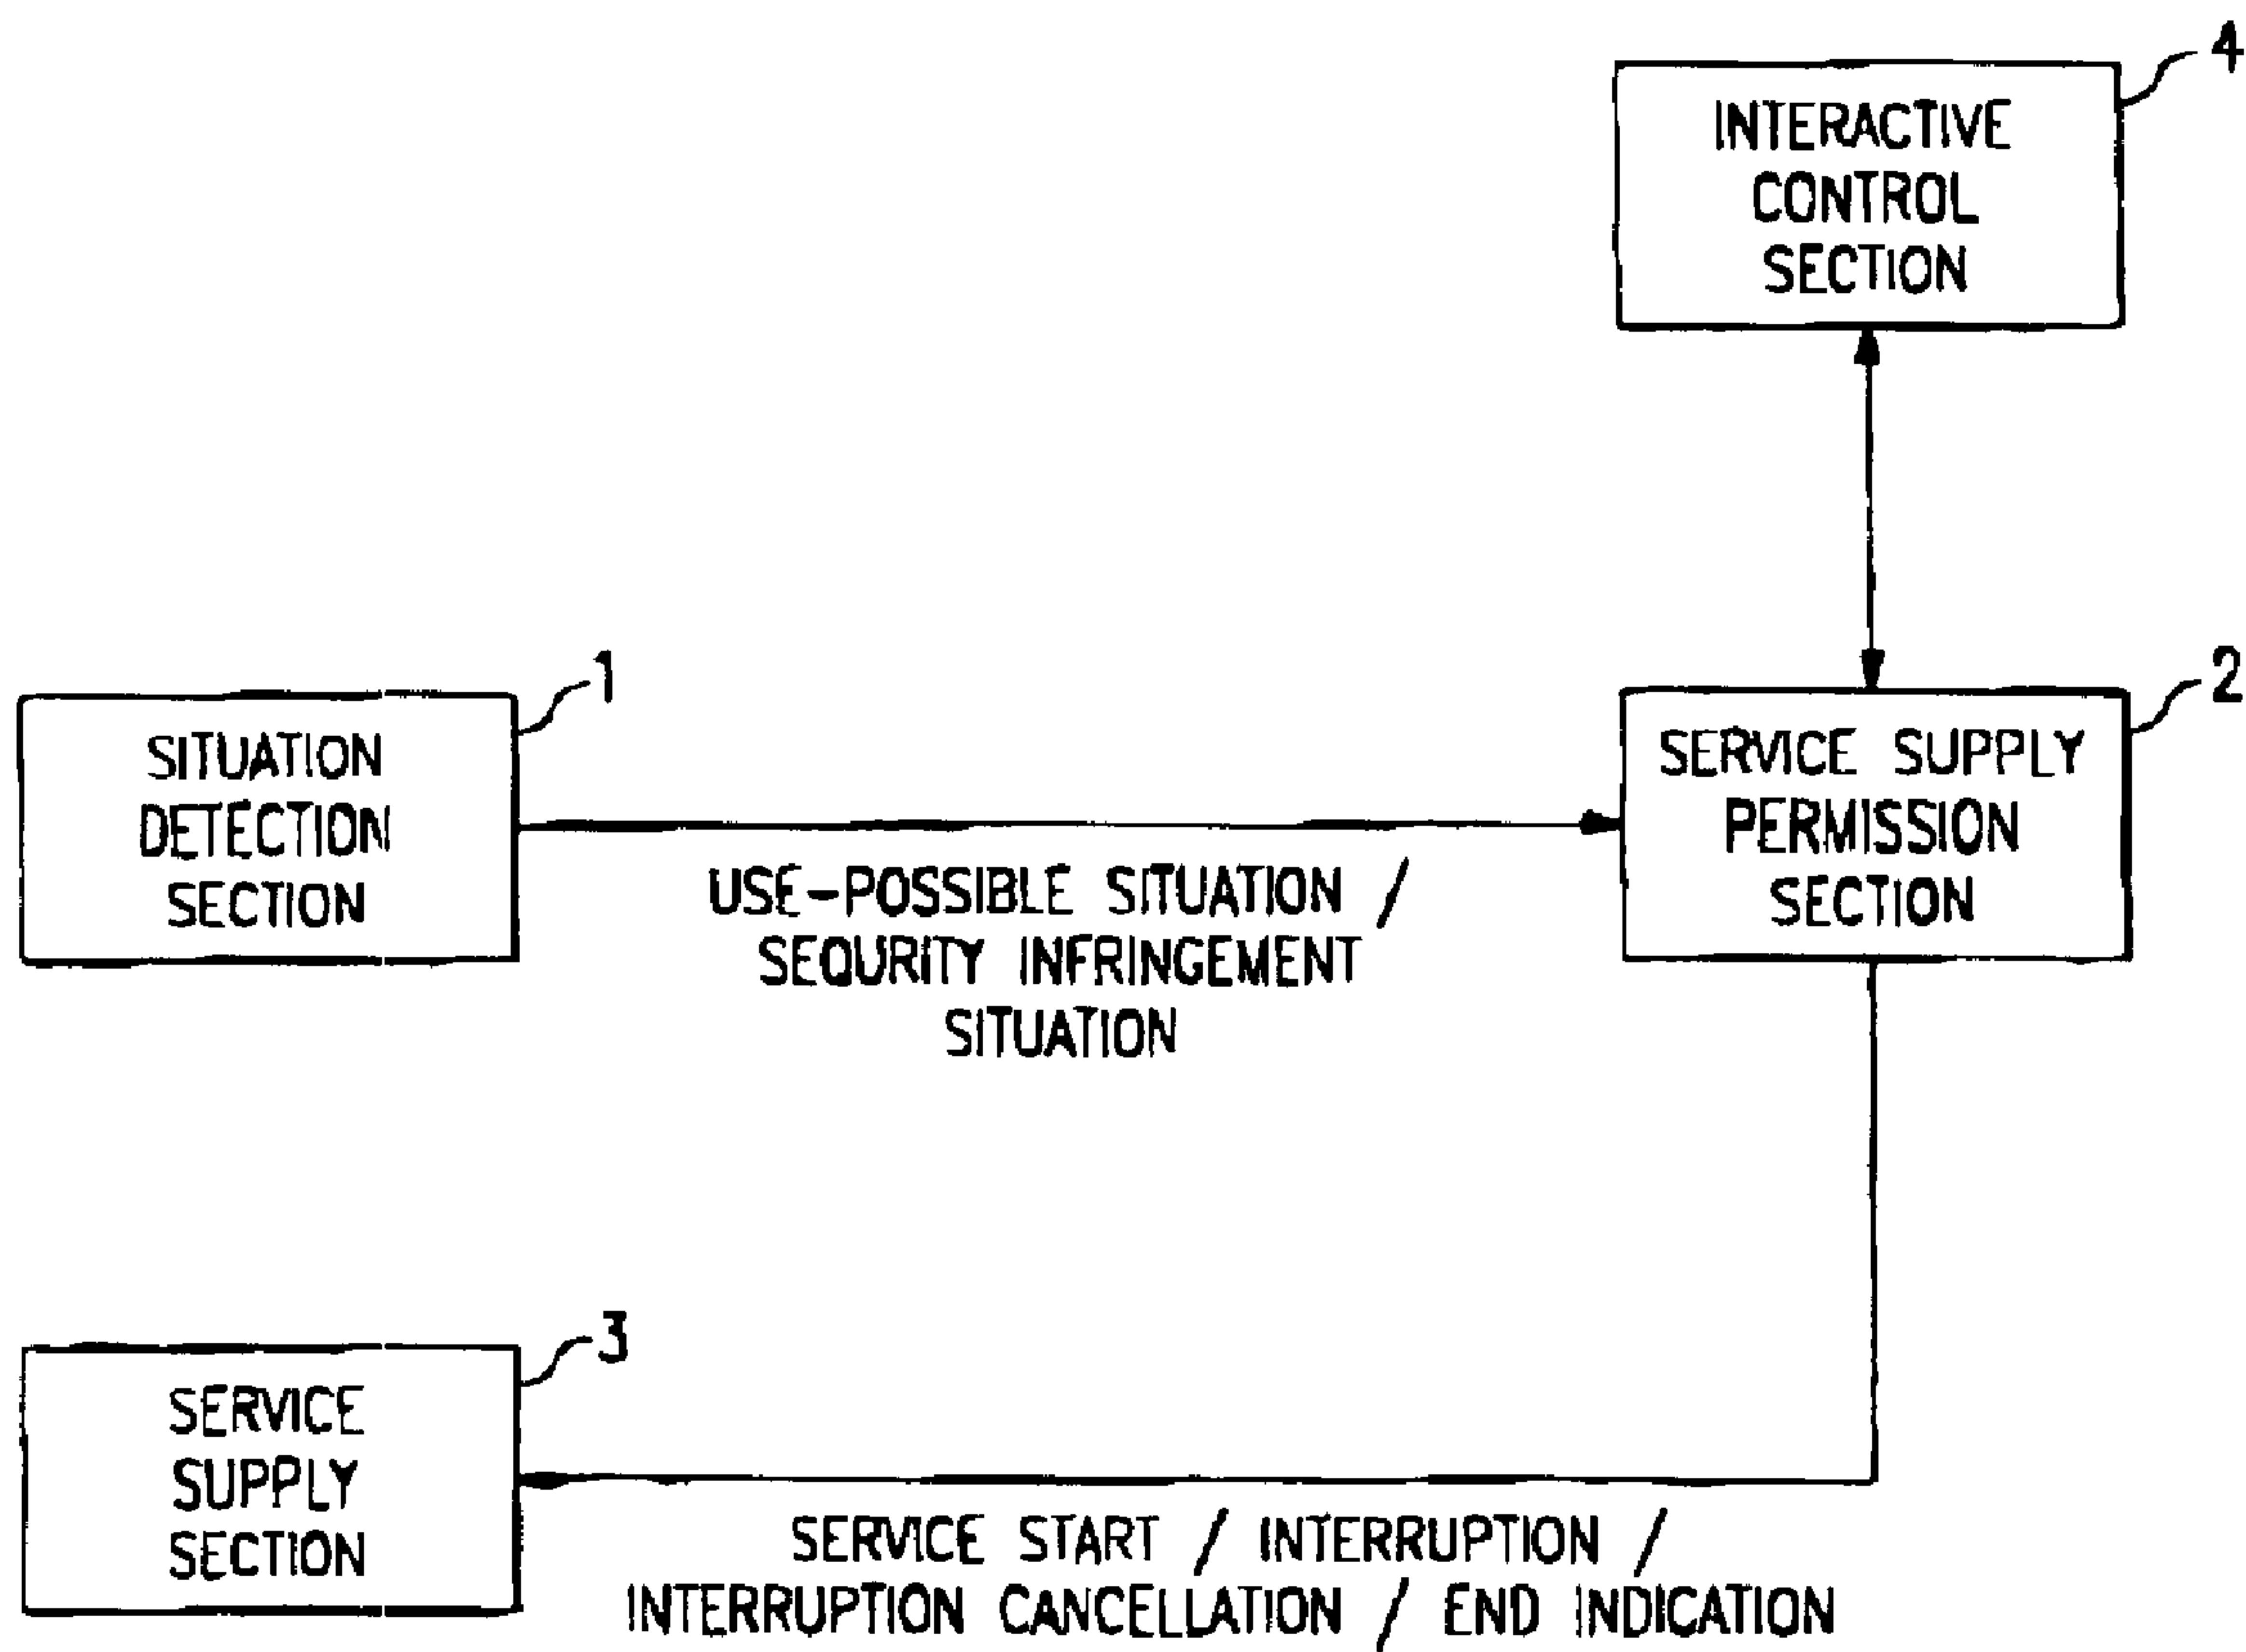 4
INTERACTIVE
CONTROL
SECTION
1
SITUATION
DETECTION
SECTION
USE-POSSIBLE SITUATION /
SEQURITY INFRINGEMENT
SITUATION
2
SERVICE SUPPLY
PERMISSION
SECTION
3
SERVICE
SUPPLY
SECTION
SERVICE START / INTERRUPTION /
INTERRUPTION CANCELLATION / END INDICATION